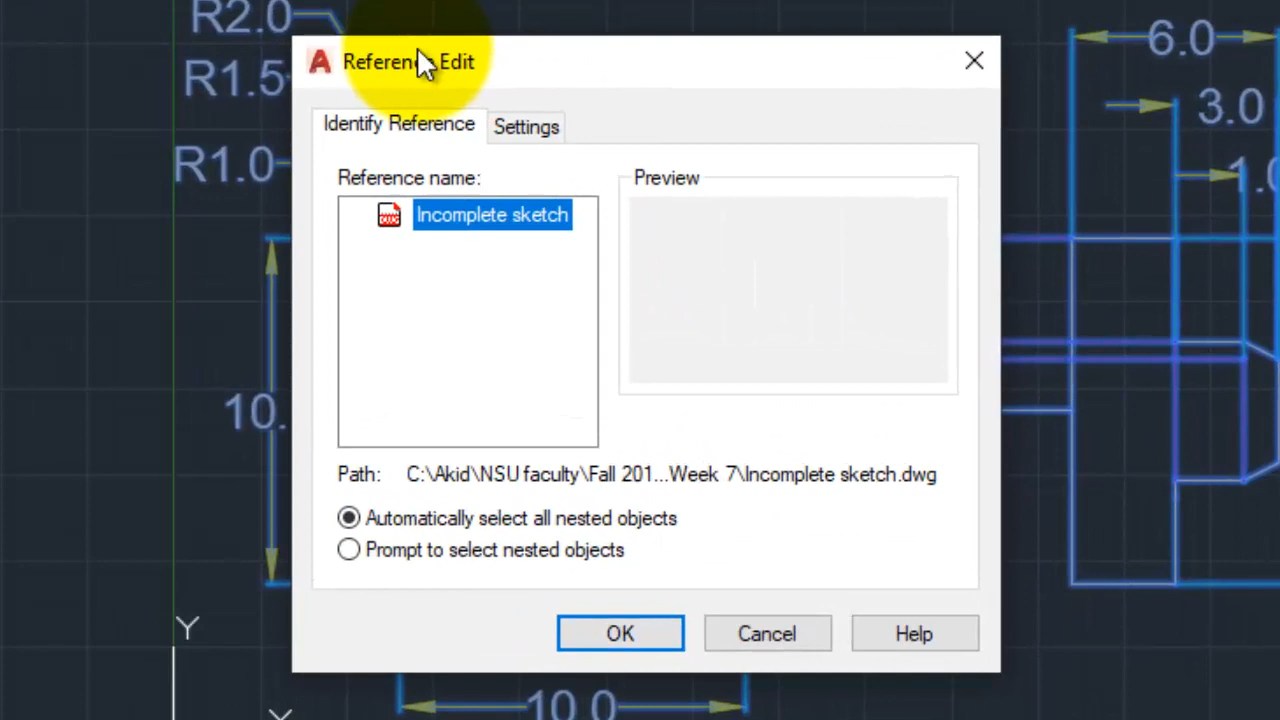 R2.0
Reference Edit
6.0
R1.5
3.0
Identify Reference
Settings
R1.0
Reference name:
Preview
1.0
Incomplete sketch
10.
Path: C:\Akid\NSU faculty\Fall 201...Week 7\Incomplete sketch.dwg
Automatically select all nested objects
Prompt to select nested objects
Y
OK
Cancel
Help
10.0
X